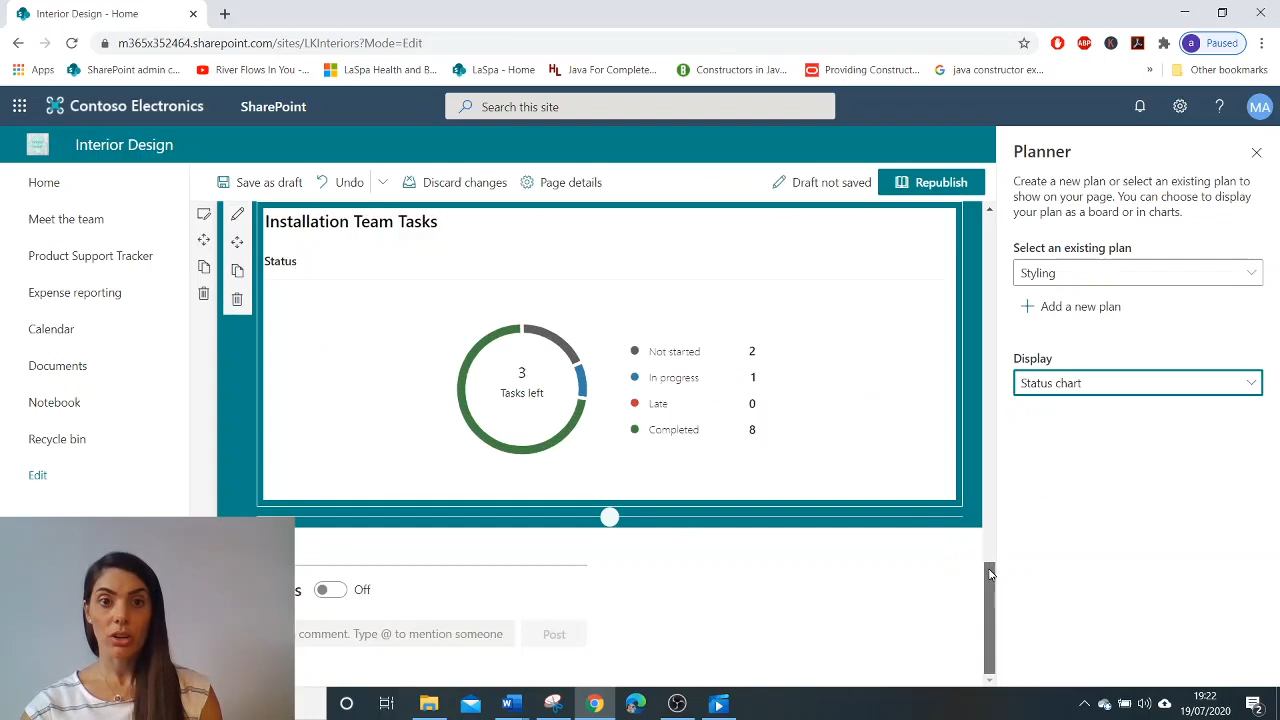 Interior Design - Home
m365x352464.sharepoint.com/sites/LKInteriors?Mode=Edit
ABP
K
a Paused
Apps
SharePoint admin c...
River Flows In You -...
LaSpa Health and B...
LaSpa - Home
HL Java For Complete...
Constructors in Jav...
Providing Construct...
java constructor ex...
»
Other bookmarks
Contoso Electronics
SharePoint
Search this site
MA
Interior Design
Home
Meet the team
Product Support Tracker
Expense reporting
Calendar
Documents
Notebook
Recycle bin
Edit
Save as draft
Undo
Discard changes
Page details
Draft not saved
Republish
Installation Team Tasks
Status
3
Tasks left
Not started 2
In progress 1
Late 0
Completed 8
s Off
comment. Type @ to mention someone
Post
Planner
Create a new plan or select an existing plan to
show on your page. You can choose to display
your plan as a board or in charts.
Select an existing plan
Styling
Add a new plan
Display
Status chart
19:22
19/07/2020
2